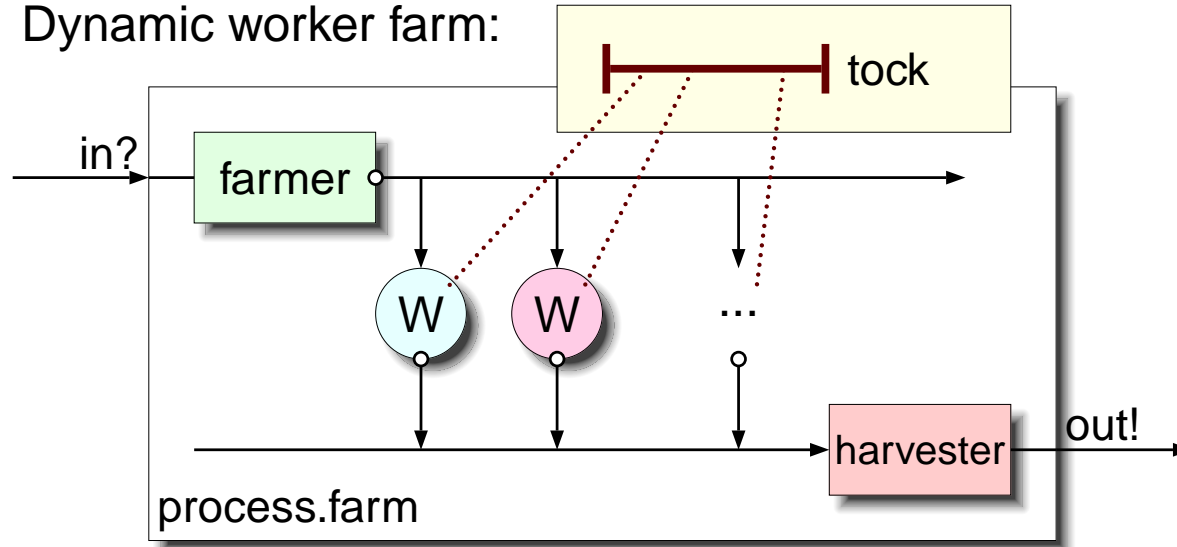 Dynamic worker farm:
tock
in?
farmer
W
W
...
harvester
out!
process.farm